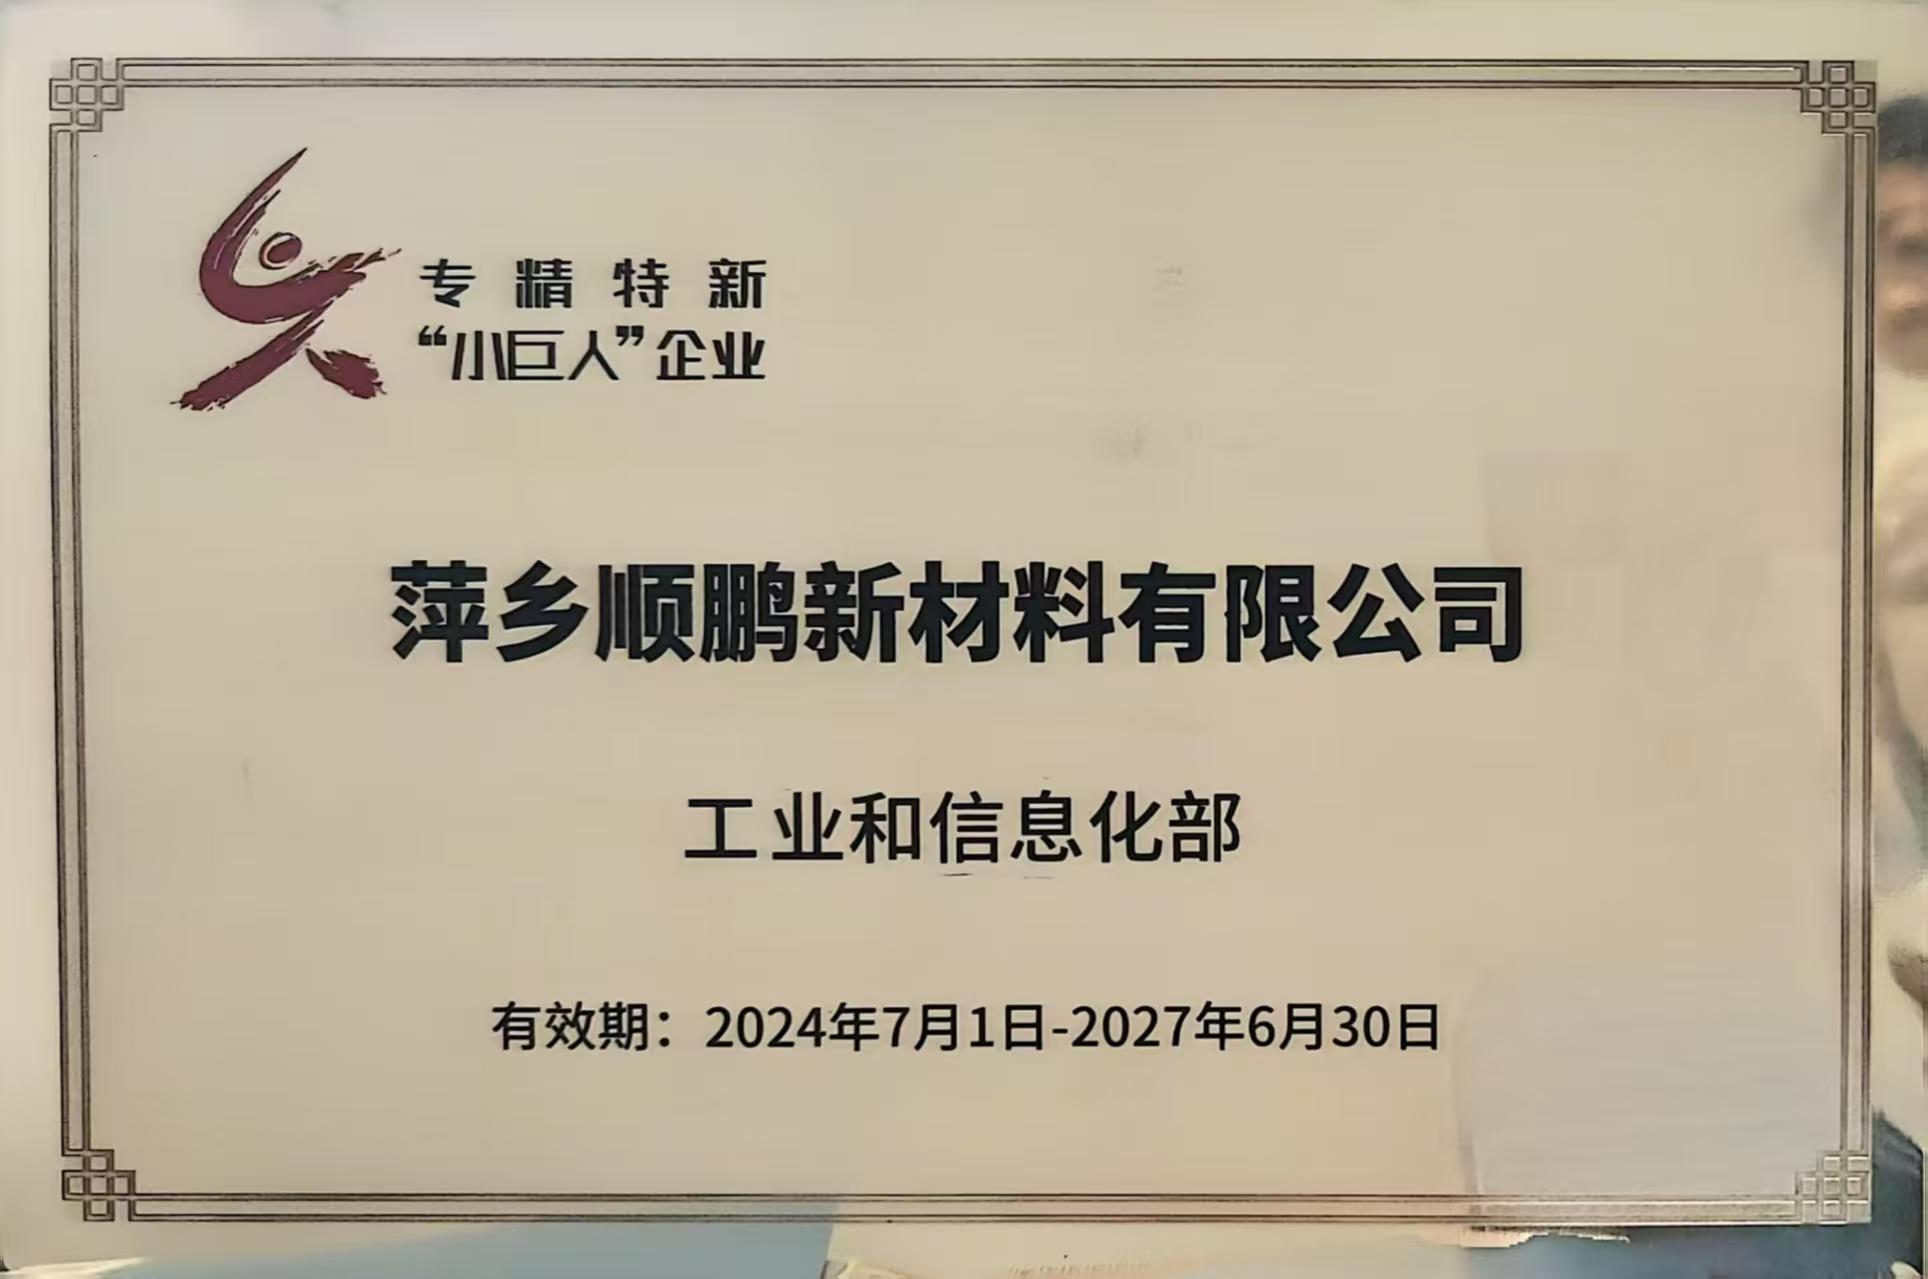 专精特新
“小巨人”企业
萍乡顺鹏新材料有限公司
工业和信息化部
有效期：2024年7月1日-2027年6月30日